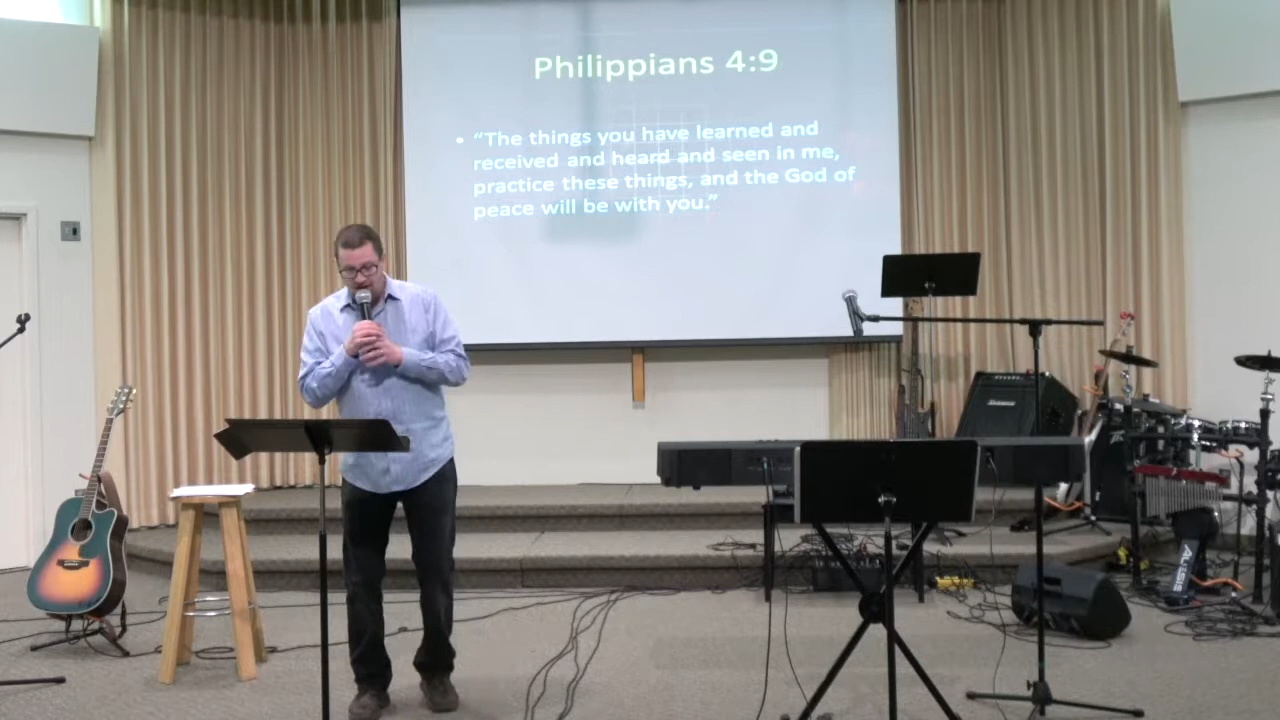 Philippians 4:9
• “The things you have learned and
received and heard and seen in me,
practice these things, and the God of
peace will be with you.”
ALESIS